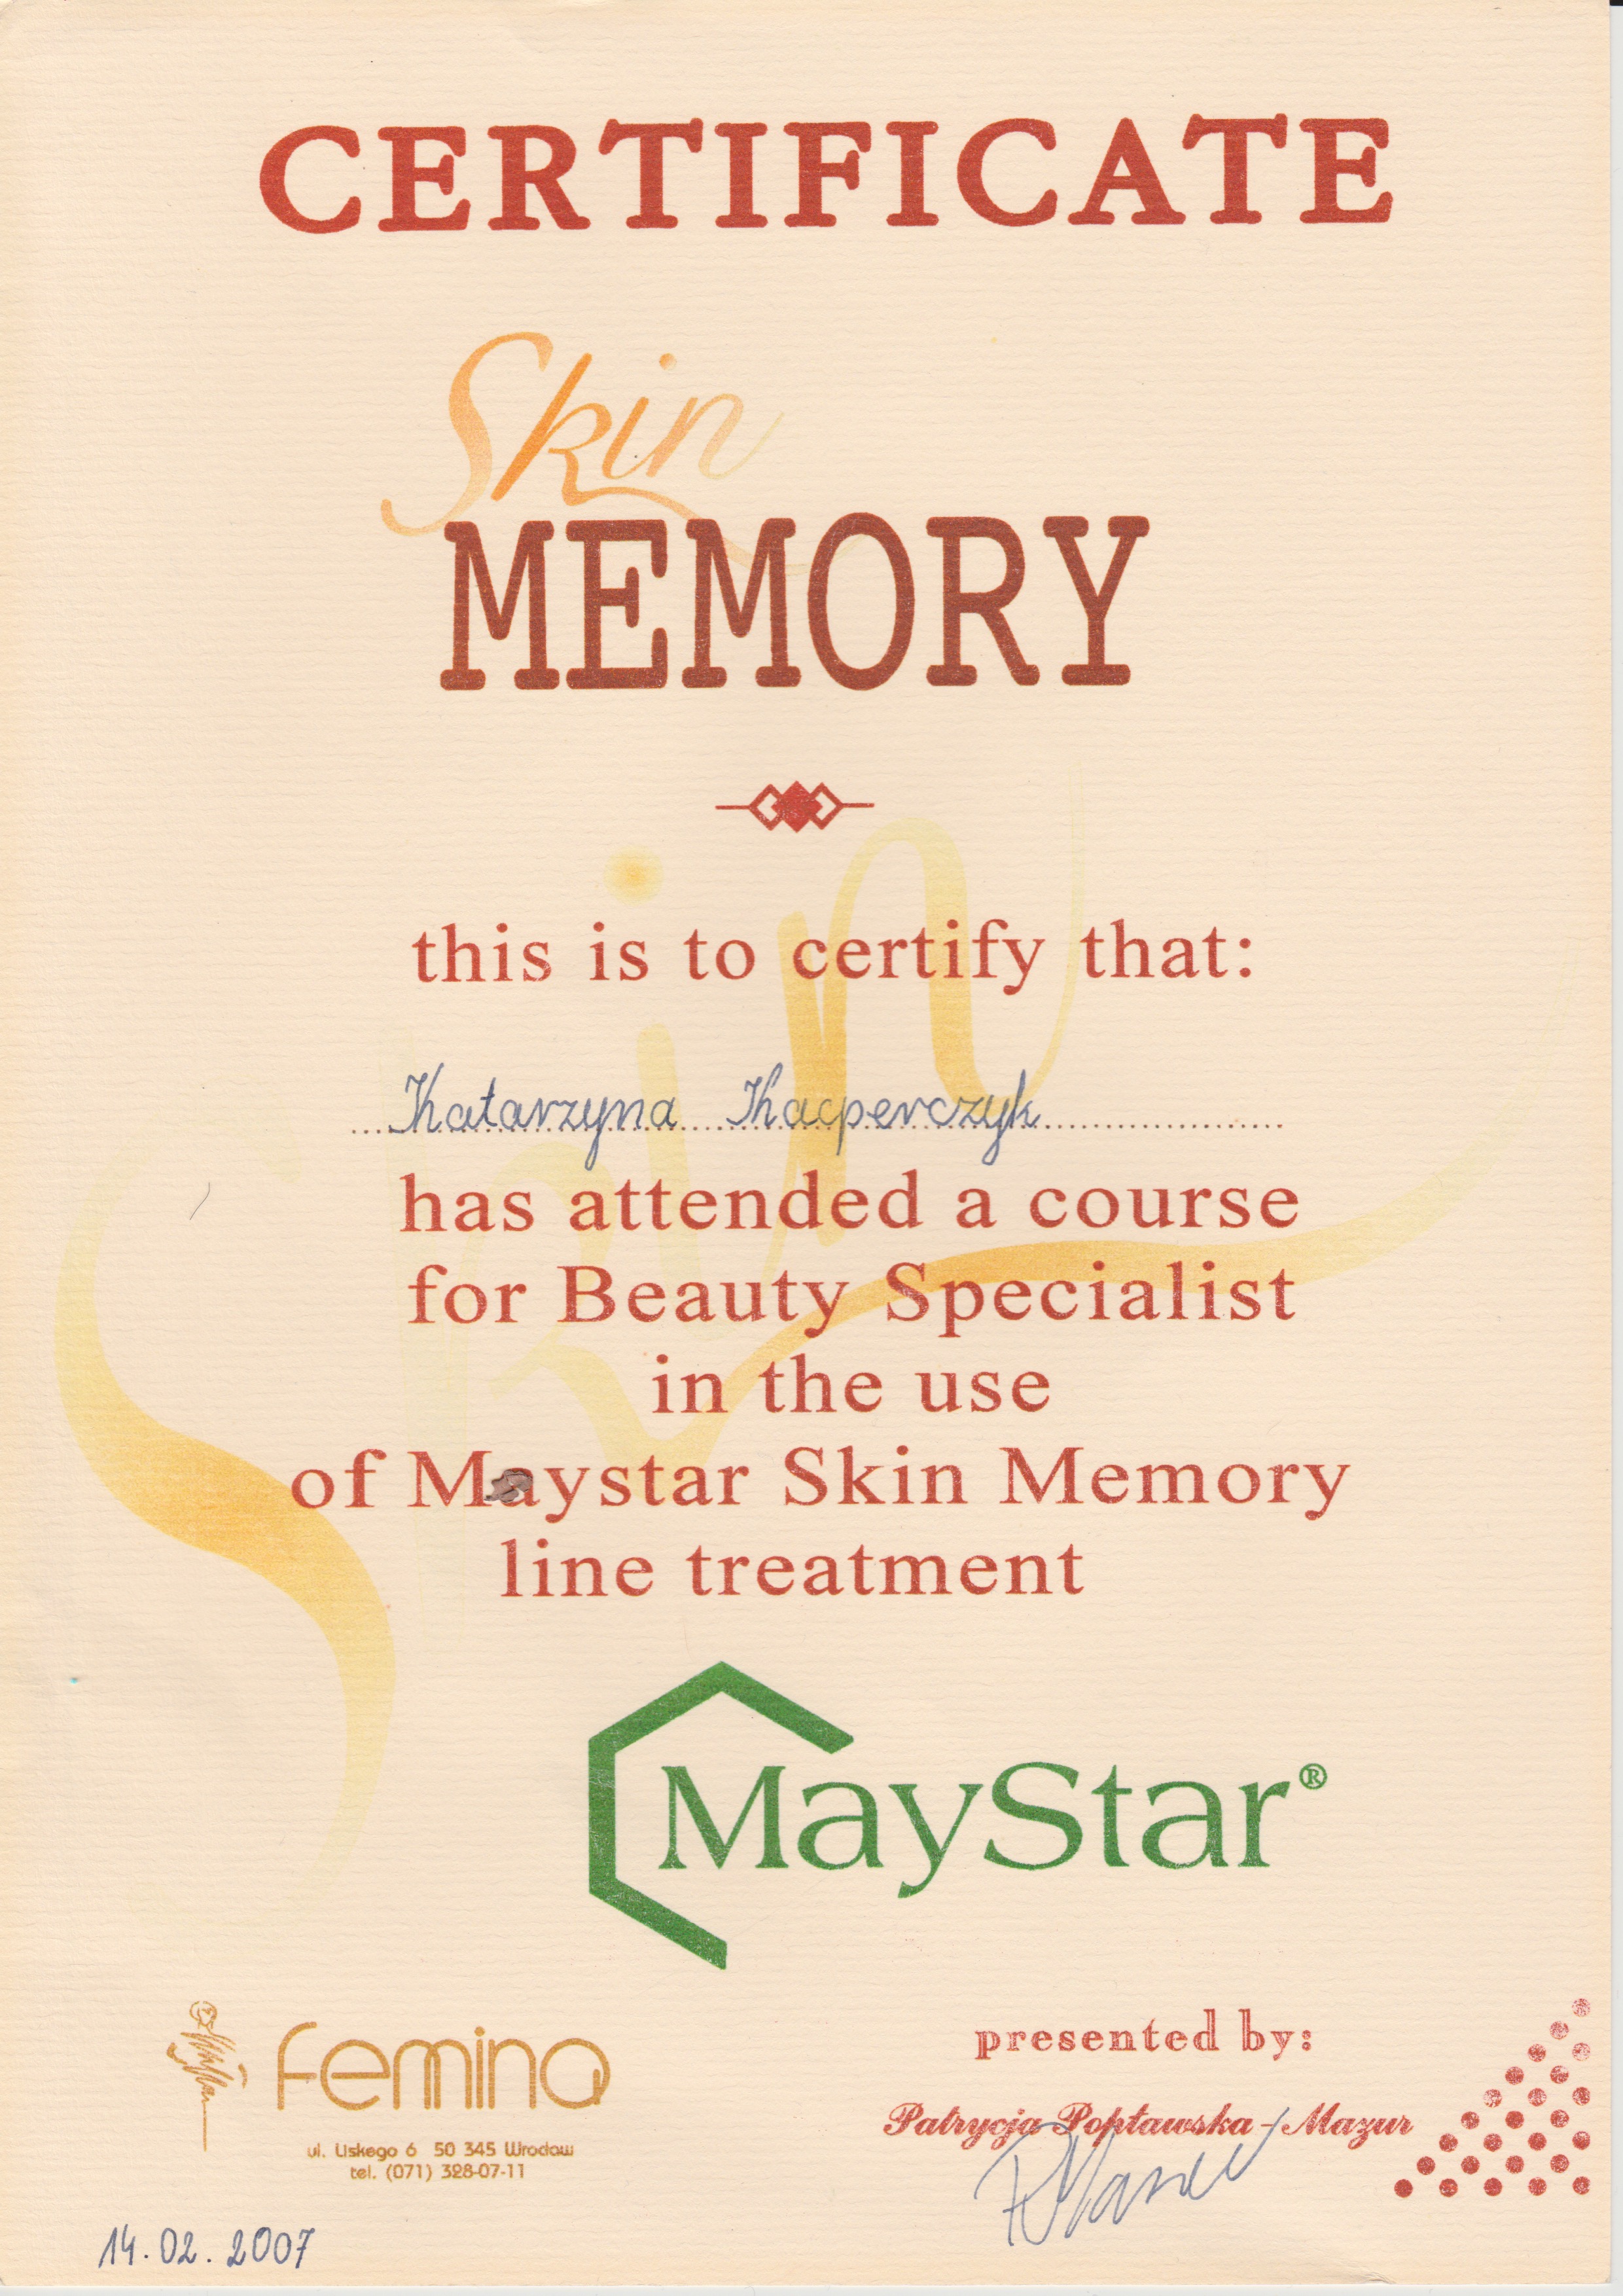 CERTIFICATE
Skin
MEMORY
this is to certify that:
Katarzyna Kacperczyk
has attended a course
for Beauty Specialist
in the use
of Maystar Skin Memory
line treatment
MayStar®
femina
ul. Liskego 6 50 345 Wrocław
tel. (071) 328-07-11
presented by:
Patrycja Popławska-Mazur
14.02.2007